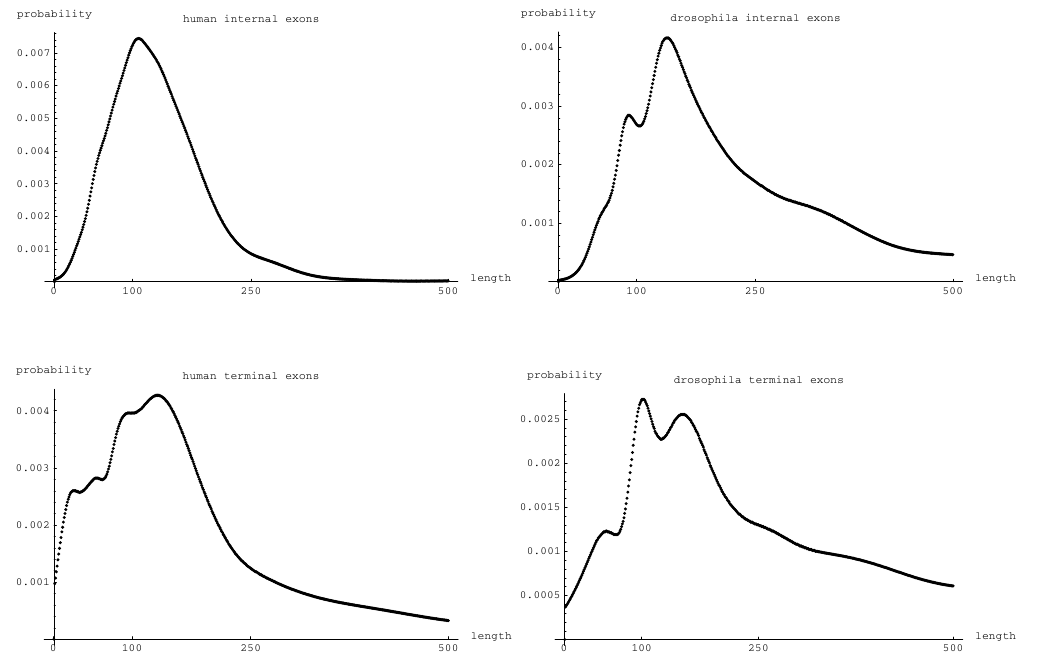 probability
human internal exons
0.007
0.006
0.005
0.004
0.003
0.002
0.001
0 100 250 500 length
probability
drosophila internal exons
0.004
0.003
0.002
0.001
0 100 250 500 length
probability
human terminal exons
0.004
0.003
0.002
0.001
0 100 250 500 length
probability
drosophila terminal exons
0.0025
0.002
0.0015
0.001
0.0005
0 100 250 500 length